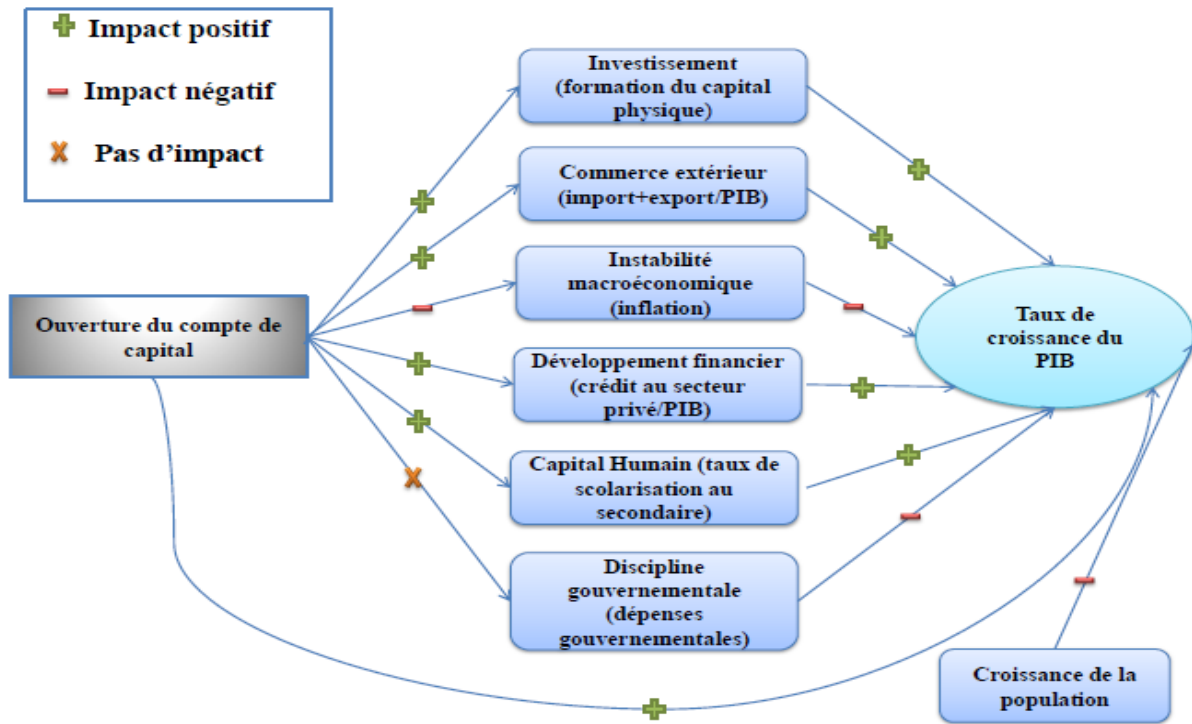 Impact positif
Impact négatif
Pas d’impact
Investissement
(formation du capital
physique)
Commerce extérieur
(import+export/PIB)
Instabilité
macroéconomique
(inflation)
Ouverture du compte de
capital
Développement financier
(crédit au secteur
privé/PIB)
Taux de
croissance du
PIB
Capital Humain (taux de
scolarisation au
secondaire)
Discipline
gouvernementale
(dépenses
gouvernementales)
Croissance de la
population